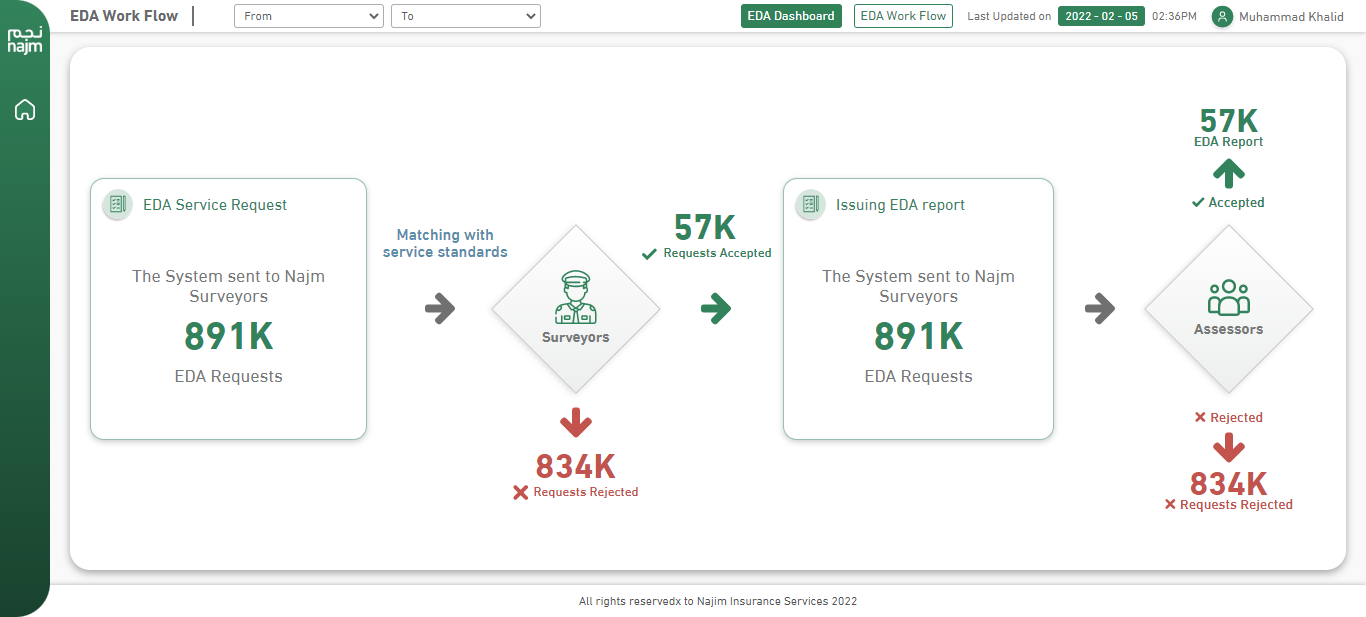 نجم
najm
EDA Work Flow
From
To
EDA Dashboard
EDA Work Flow
Last Updated on
2022 - 02 - 05
02:36PM
Muhammad Khalid
EDA Service Request
The System sent to Najm
Surveyors
891K
EDA Requests
Matching with
service standards
Surveyors
57K
Requests Accepted
834K
Requests Rejected
Issuing EDA report
The System sent to Najm
Surveyors
891K
EDA Requests
57K
EDA Report
Accepted
Assessors
Rejected
834K
Requests Rejected
All rights reservedx to Najim Insurance Services 2022